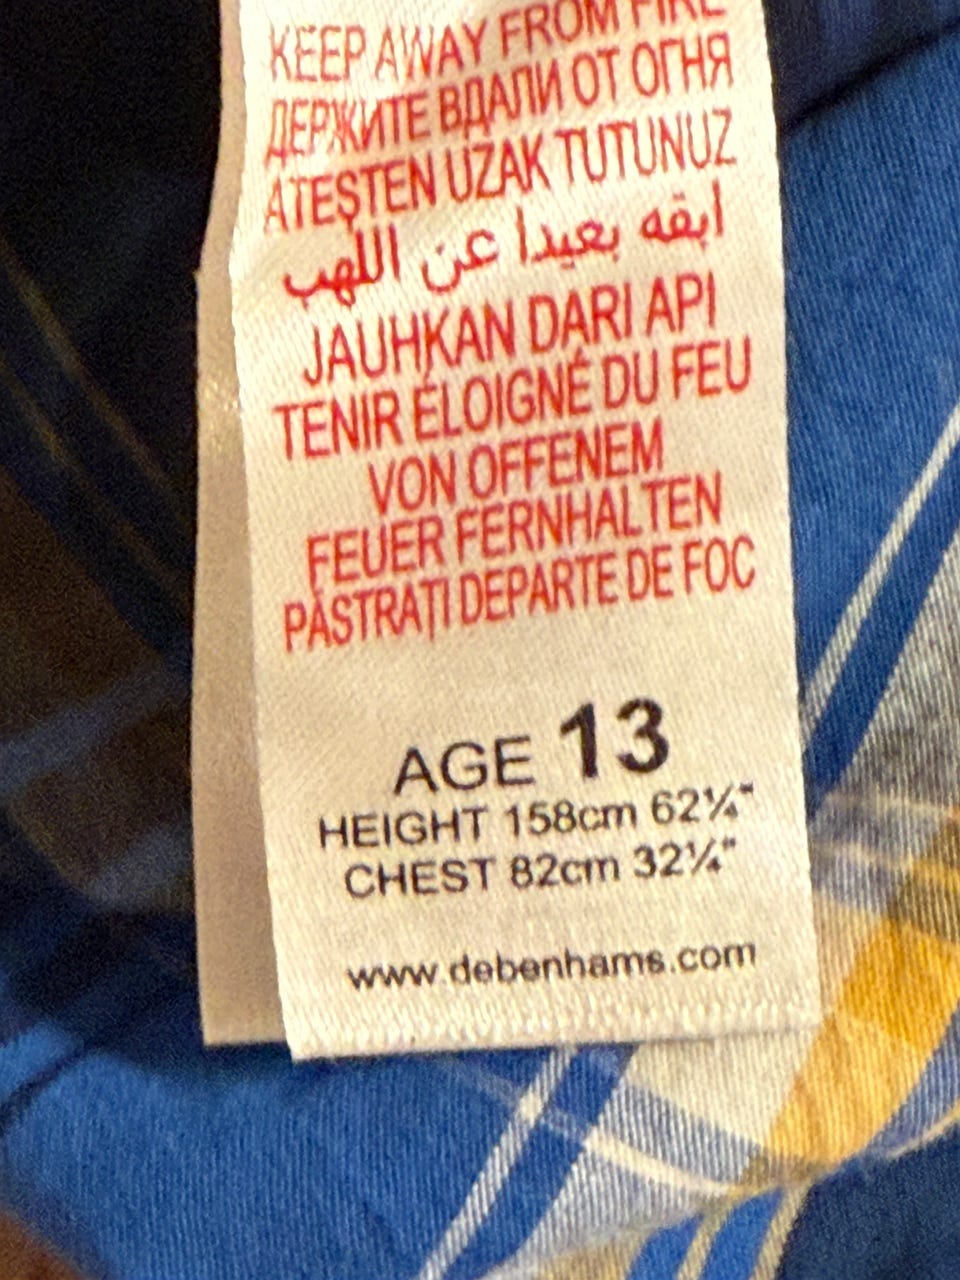 KEEP AWAY FROM FIRE
ДЕРЖИТЕ ВДАЛИ ОТ ОГНЯ
ATEŞTEN UZAK TUTUNUZ
ابقه بعيدا عن اللهب
JAUHKAN DARI API
TENIR ÉLOIGNÉ DU FEU
VON OFFENEM
FEUER FERNHALTEN
PĂSTRAȚI DEPARTE DE FOC
AGE 13
HEIGHT 158cm 62¼"
CHEST 82cm 32¼"
www.debenhams.com